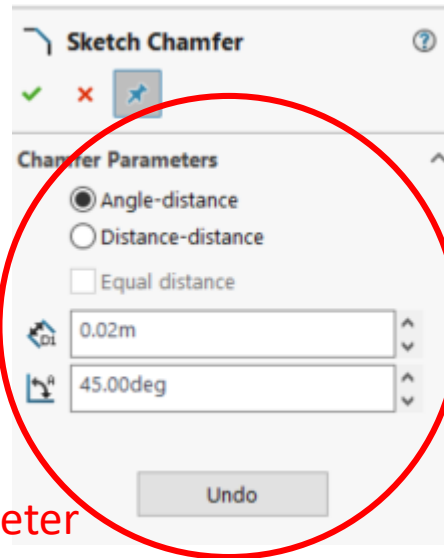 Sketch Chamfer
Chamfer Parameters
Angle-distance
Distance-distance
Equal distance
0.02m
45.00deg
Undo
eter